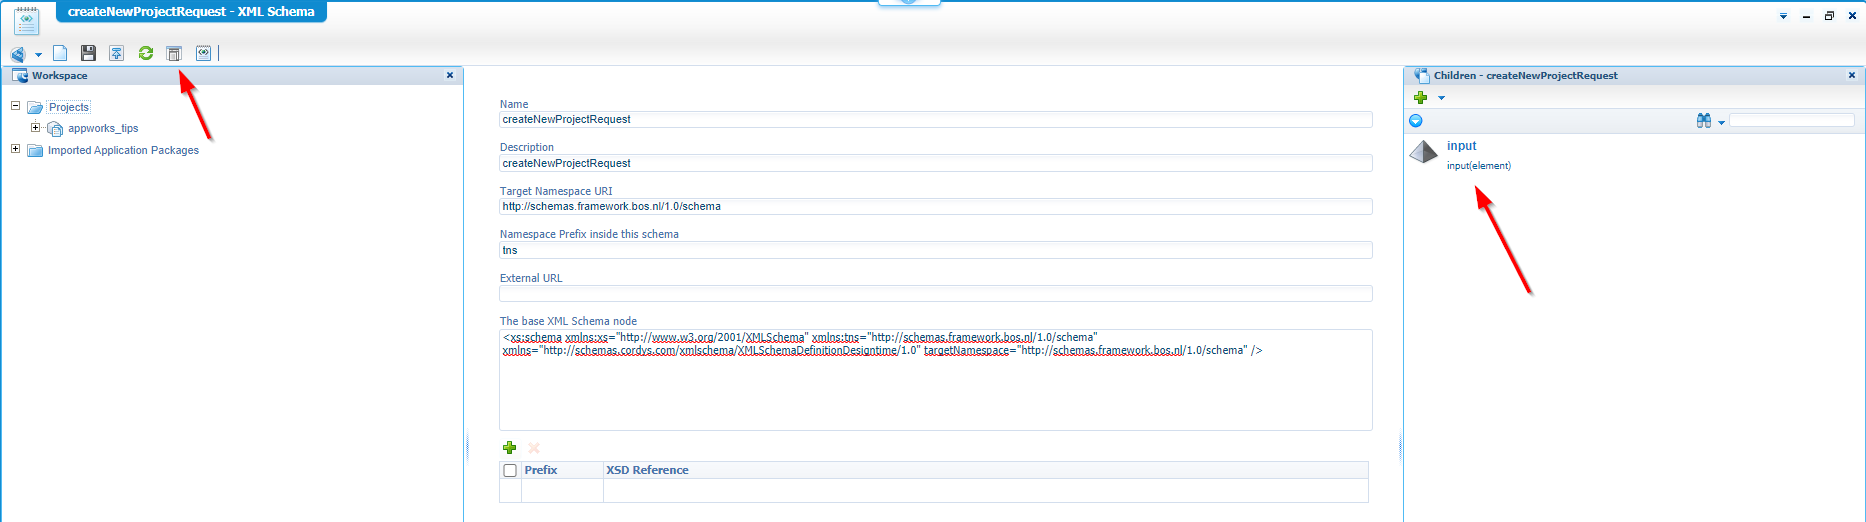 createNewProjectRequest - XML Schema
Workspace
Projects
appworks_tips
Imported Application Packages
Name
createNewProjectRequest
Description
createNewProjectRequest
Target Namespace URI
http://schemas.framework.bos.nl/1.0/schema
Namespace Prefix inside this schema
tns
External URL
The base XML Schema node
<xs:schema xmlns:xs="http://www.w3.org/2001/XMLSchema" xmlns:tns="http://schemas.framework.bos.nl/1.0/schema"
xmlns="http://schemas.cordys.com/xmlschema/XMLSchemaDefinitionDesigntime/1.0" targetNamespace="http://schemas.framework.bos.nl/1.0/schema" />
Prefix XSD Reference
Children - createNewProjectRequest
input
input(element)